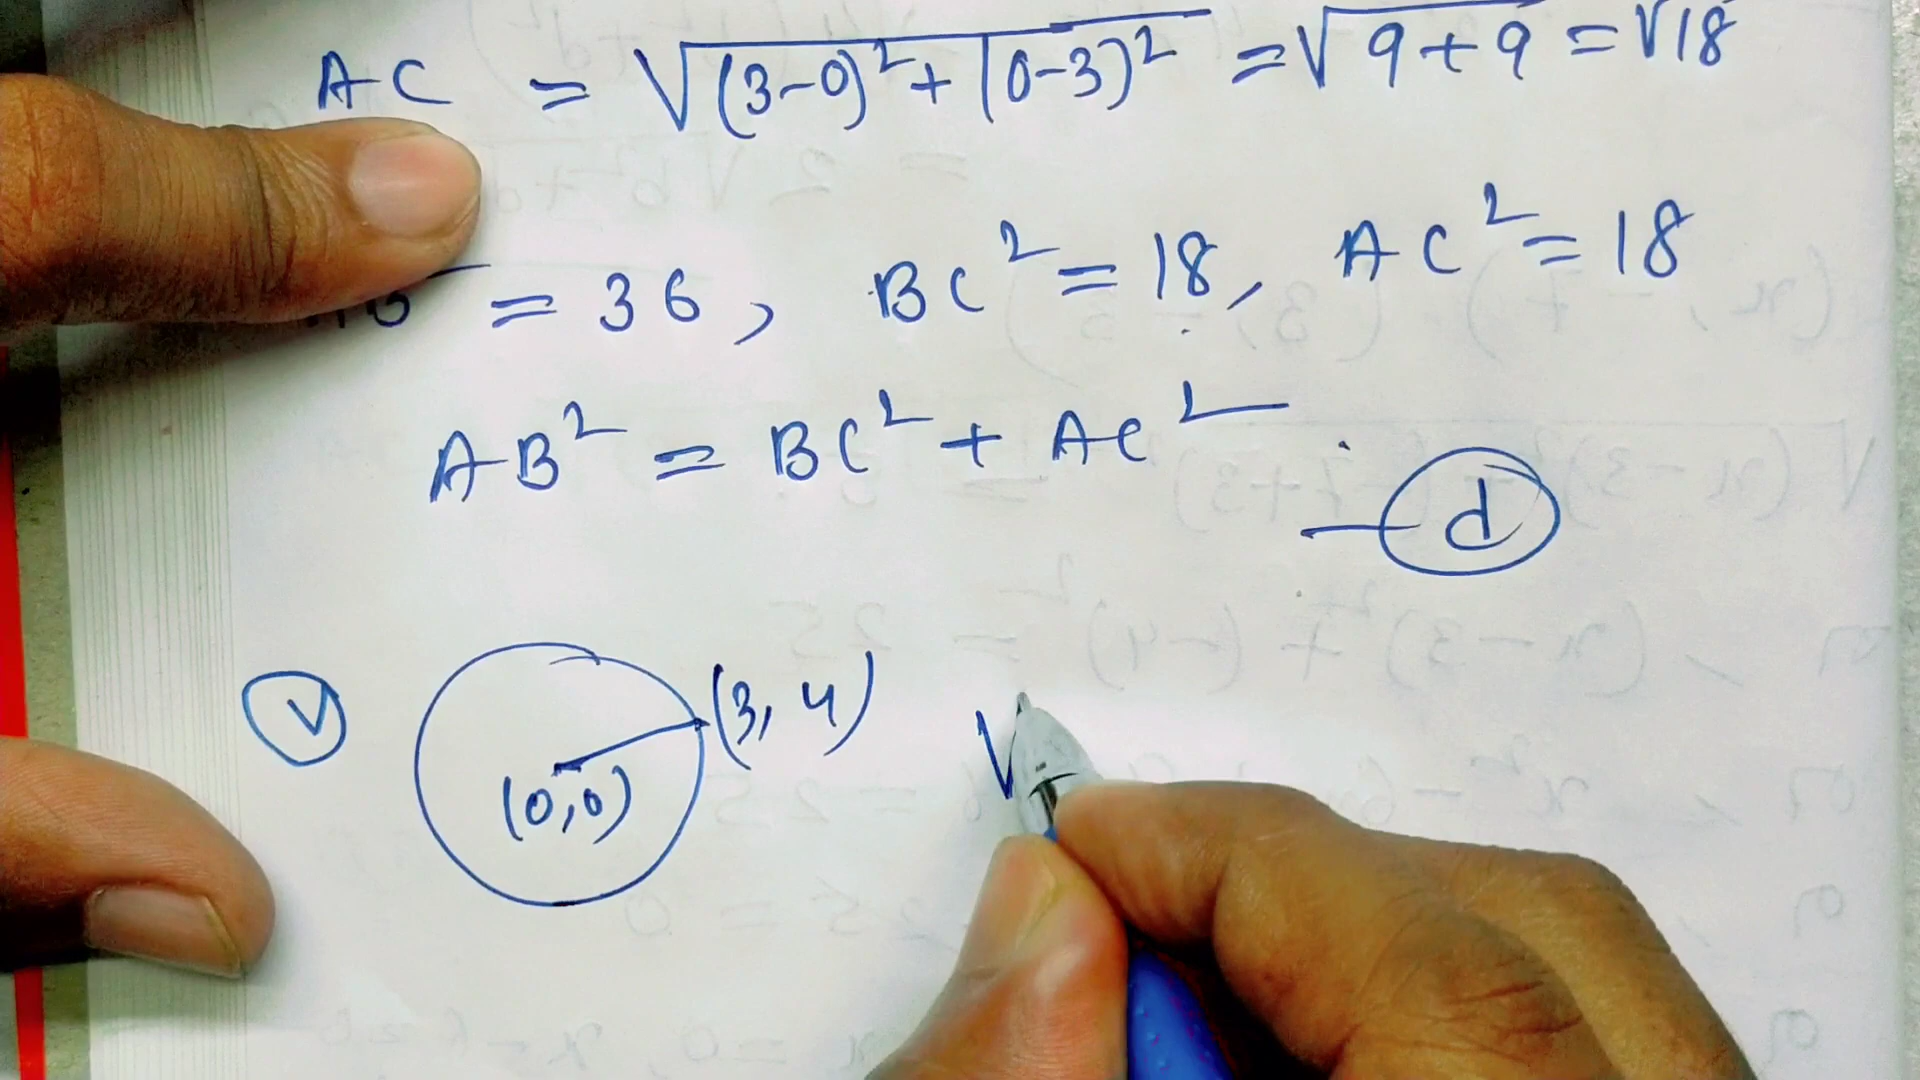 AC = √(3-0)²+(0-3)² = √9+9 = √18
= 36, BC² = 18, AC² = 18
AB² = BC² + AC²
— d
V (0,0) (3, 4) √